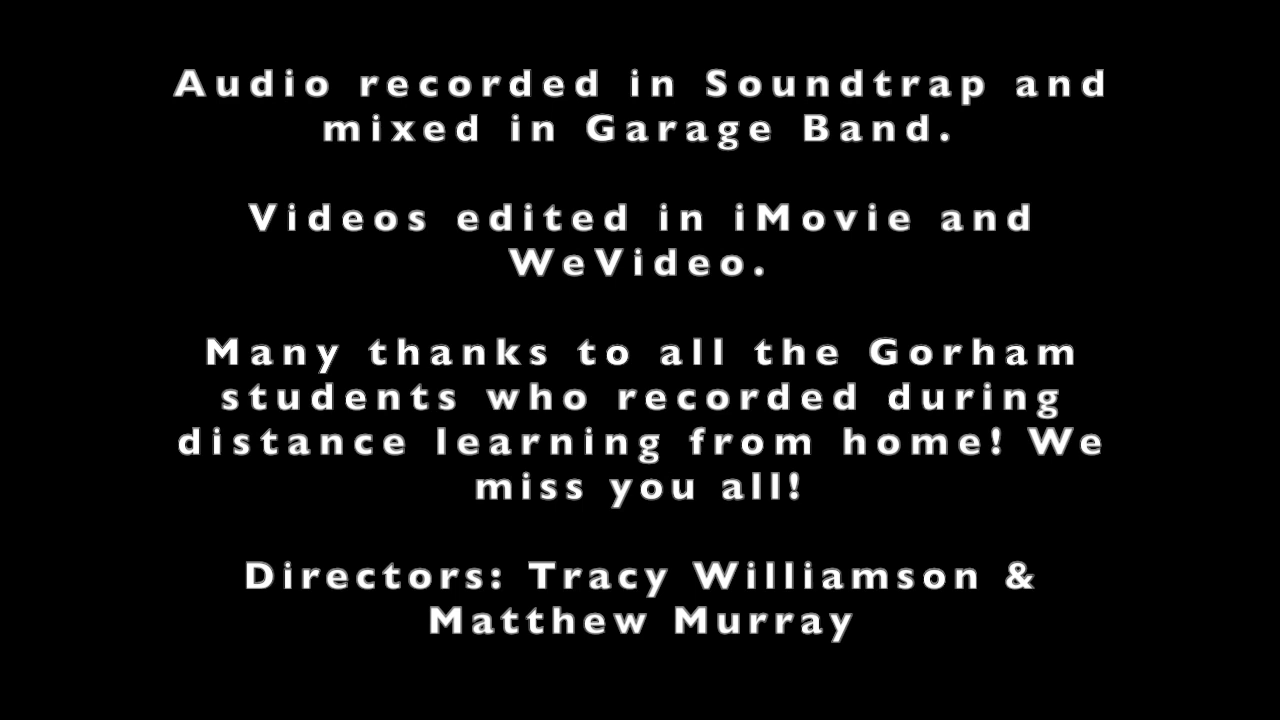 Audio recorded in Soundtrap and
mixed in Garage Band.
Videos edited in iMovie and
WeVideo.
Many thanks to all the Gorham
students who recorded during
distance learning from home! We
miss you all!
Directors: Tracy Williamson &
Matthew Murray